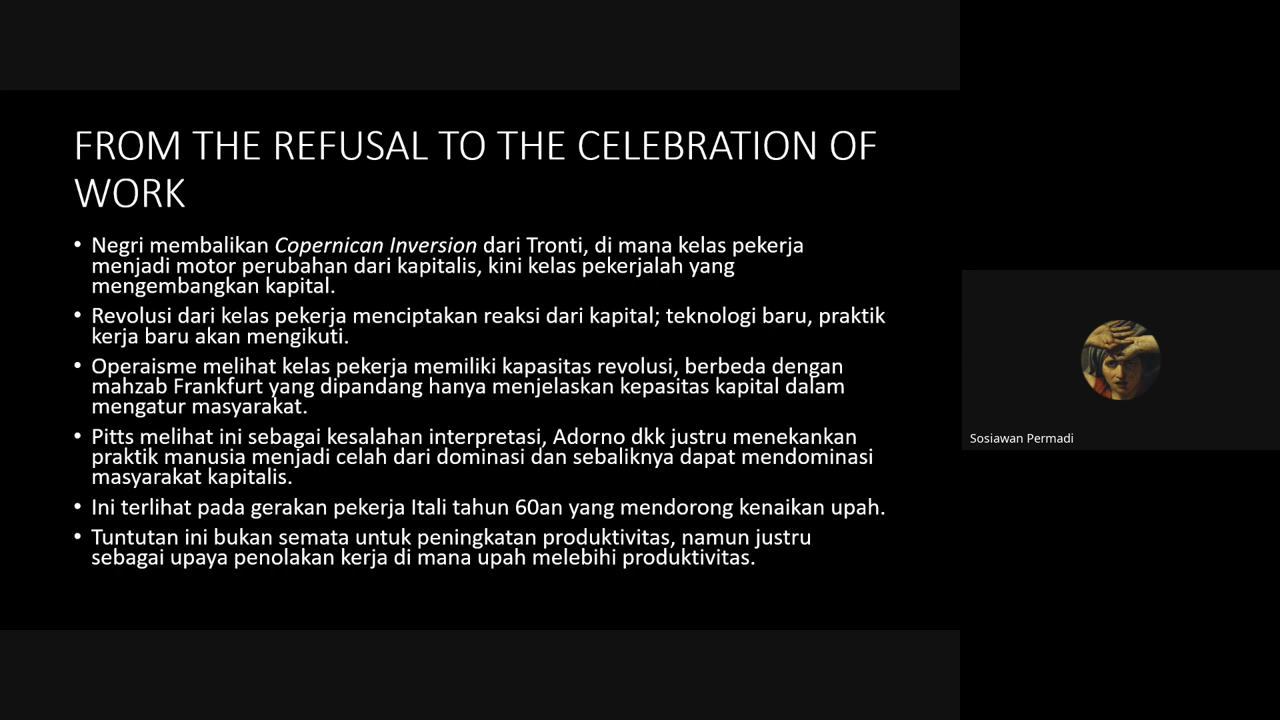 FROM THE REFUSAL TO THE CELEBRATION OF
WORK
• Negri membalikan Copernican Inversion dari Tronti, di mana kelas pekerja
menjadi motor perubahan dari kapitalis, kini kelas pekerjalah yang
mengembangkan kapital.
• Revolusi dari kelas pekerja menciptakan reaksi dari kapital; teknologi baru, praktik
kerja baru akan mengikuti.
• Operaisme melihat kelas pekerja memiliki kapasitas revolusi, berbeda dengan
mahzab Frankfurt yang dipandang hanya menjelaskan kepasitas kapital dalam
mengatur masyarakat.
• Pitts melihat ini sebagai kesalahan interpretasi, Adorno dkk justru menekankan
praktik manusia menjadi celah dari dominasi dan sebaliknya dapat mendominasi
masyarakat kapitalis.
• Ini terlihat pada gerakan pekerja Itali tahun 60an yang mendorong kenaikan upah.
• Tuntutan ini bukan semata untuk peningkatan produktivitas, namun justru
sebagai upaya penolakan kerja di mana upah melebihi produktivitas.
Sosiawan Permadi